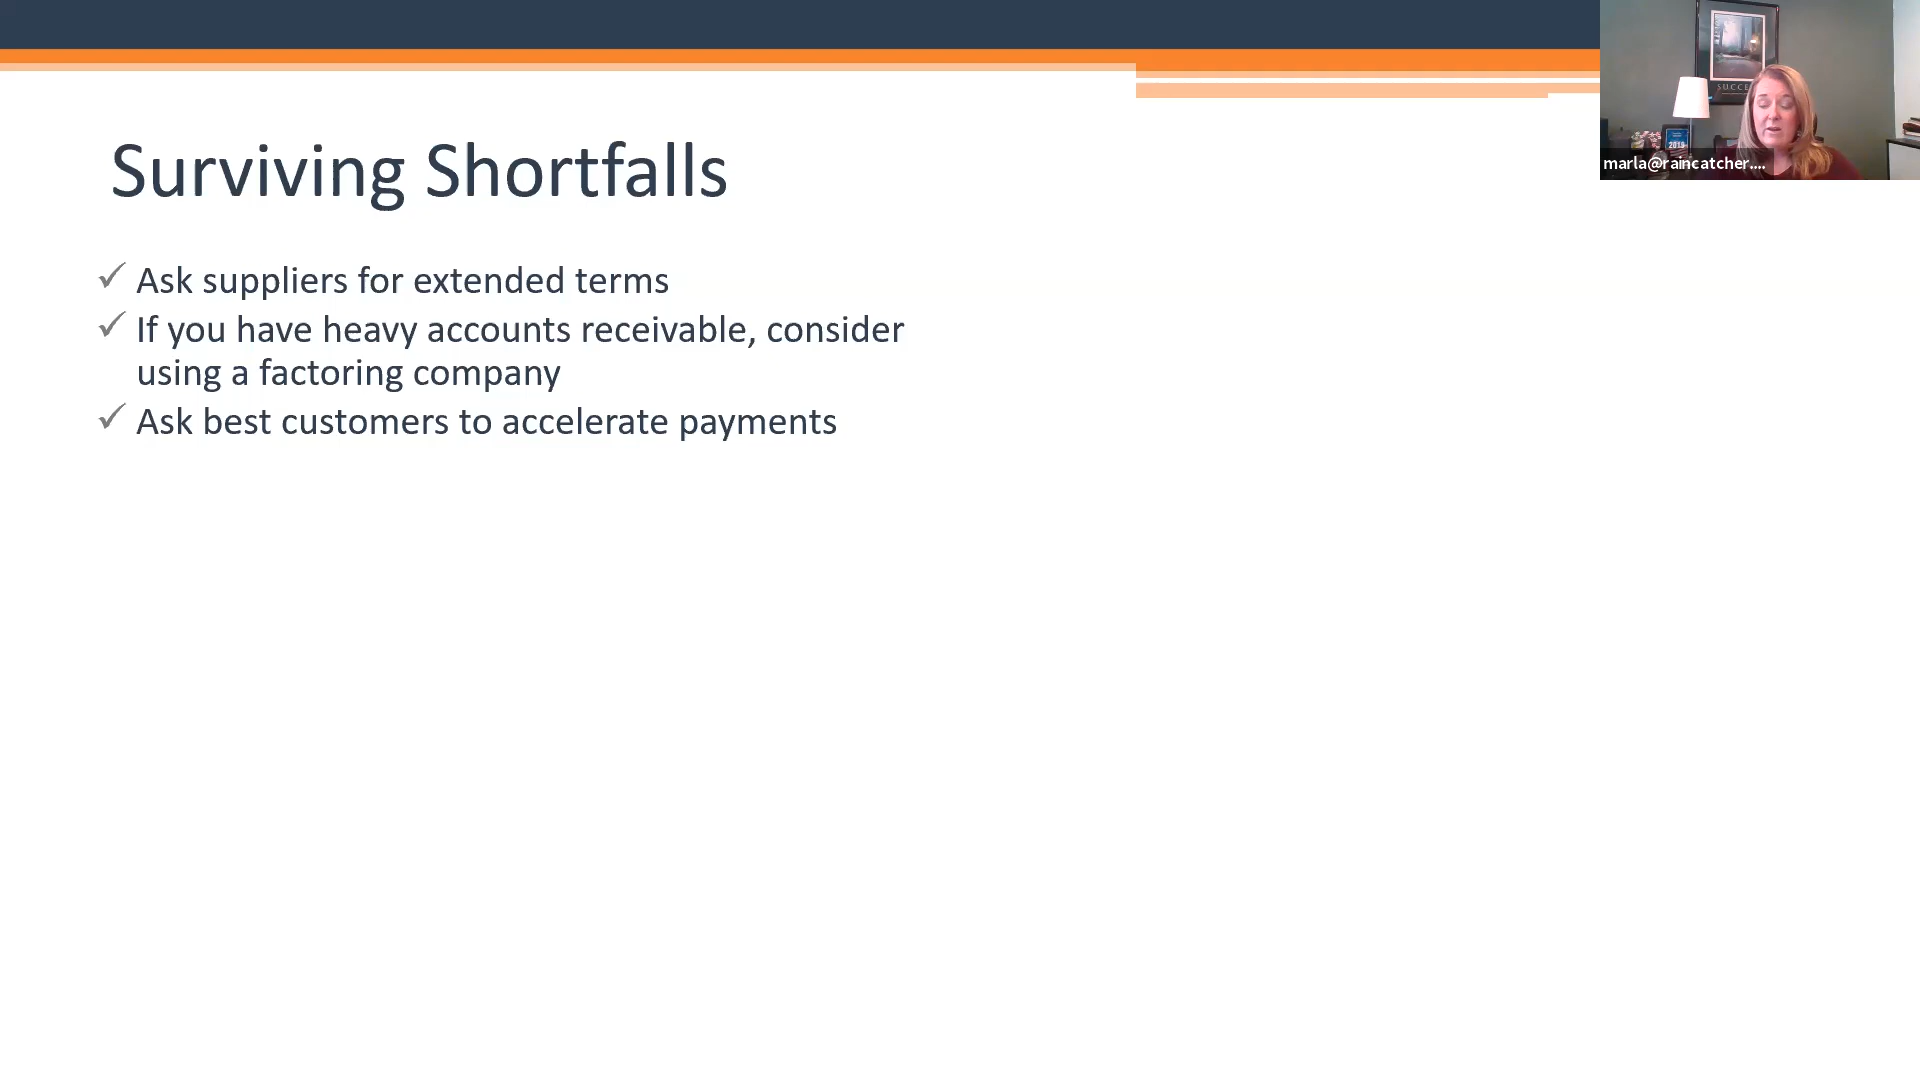 Surviving Shortfalls
✓ Ask suppliers for extended terms
✓ If you have heavy accounts receivable, consider
using a factoring company
✓ Ask best customers to accelerate payments
2019
marla@raincatcher....